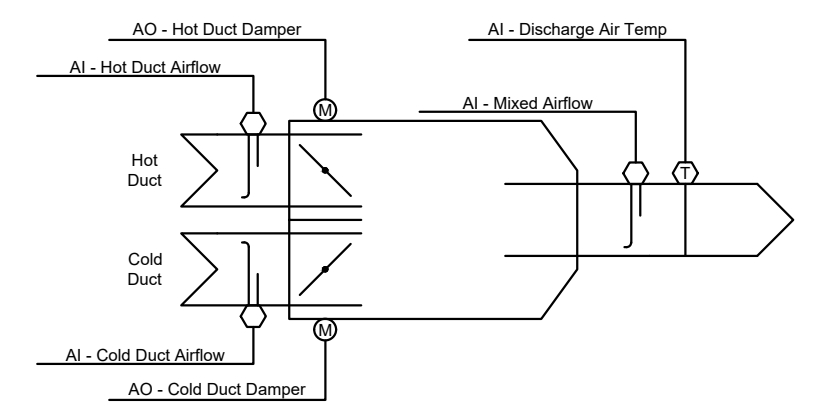 AO - Hot Duct Damper
AI - Discharge Air Temp
AI - Hot Duct Airflow
AI - Mixed Airflow
M
Hot
Duct
T
Cold
Duct
M
AI - Cold Duct Airflow
AO - Cold Duct Damper